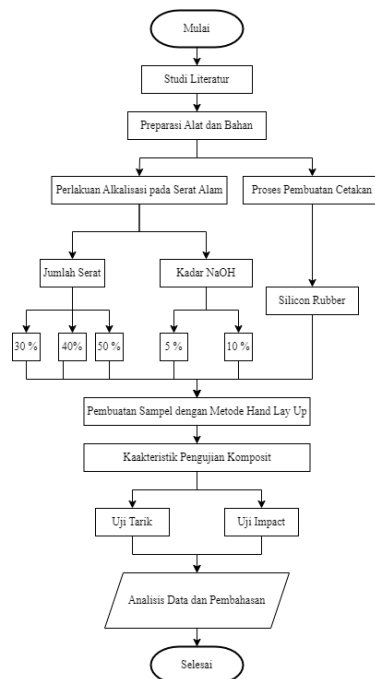 Mulai
Studi Literatur
Preparasi Alat dan Bahan
Perlakuan Alkalisasi pada Serat Alam
Proses Pembuatan Cetakan
Jumlah Serat
Kadar NaOH
Silicon Rubber
30 %
40%
50 %
5 %
10 %
Pembuatan Sampel dengan Metode Hand Lay Up
Kaakteristik Pengujian Komposit
Uji Tarik
Uji Impact
Analisis Data dan Pembahasan
Selesai